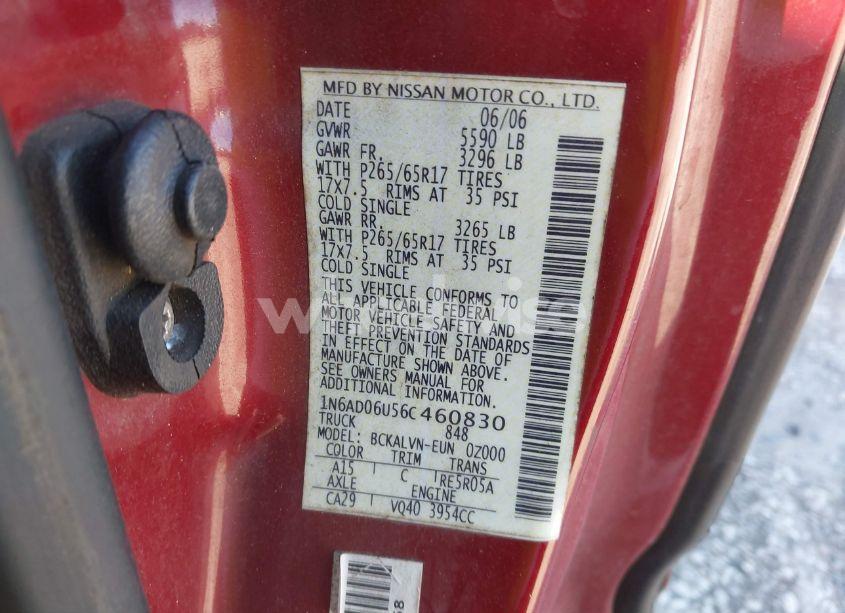 MFD BY NISSAN MOTOR CO., LTD.
DATE 06/06
GVWR 5590 LB
GAWR FR. 3296 LB
WITH P265/65R17 TIRES
17X7.5 RIMS AT 35 PSI
COLD SINGLE
GAWR RR. 3265 LB
WITH P265/65R17 TIRES
17X7.5 RIMS AT 35 PSI
COLD SINGLE
THIS VEHICLE CONFORMS TO
ALL APPLICABLE FEDERAL
MOTOR VEHICLE SAFETY AND
THEFT PREVENTION STANDARDS
IN EFFECT ON THE DATE OF
MANUFACTURE SHOWN ABOVE.
SEE OWNERS MANUAL FOR
ADDITIONAL INFORMATION.
1N6AD06U56C460830
TRUCK 848
MODEL: BCKALVN-EUN 0Z000
COLOR TRIM TRANS
A15 C RE5R05A
AXLE ENGINE
CA29 VQ40 3954CC